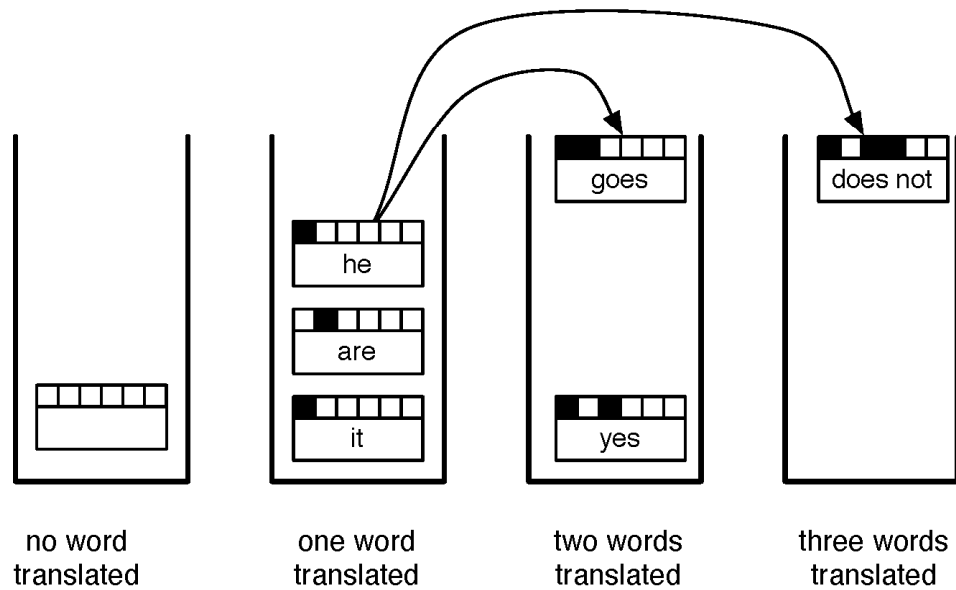 goes
does not
he
are
it
yes
no word
translated
one word
translated
two words
translated
three words
translated